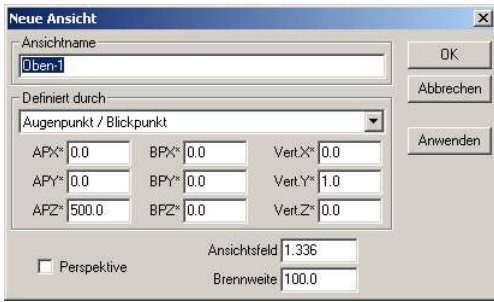 Neue Ansicht
Ansichtname
Oben-1
OK
Abbrechen
Anwenden
Definiert durch
Augenpunkt / Blickpunkt
APX* 0.0 BPX* 0.0 Vert.X* 0.0
APY* 0.0 BPY* 0.0 Vert.Y* 1.0
APZ* 500.0 BPZ* 0.0 Vert.Z* 0.0
Perspektive
Ansichtsfeld 1.336
Brennweite 100.0